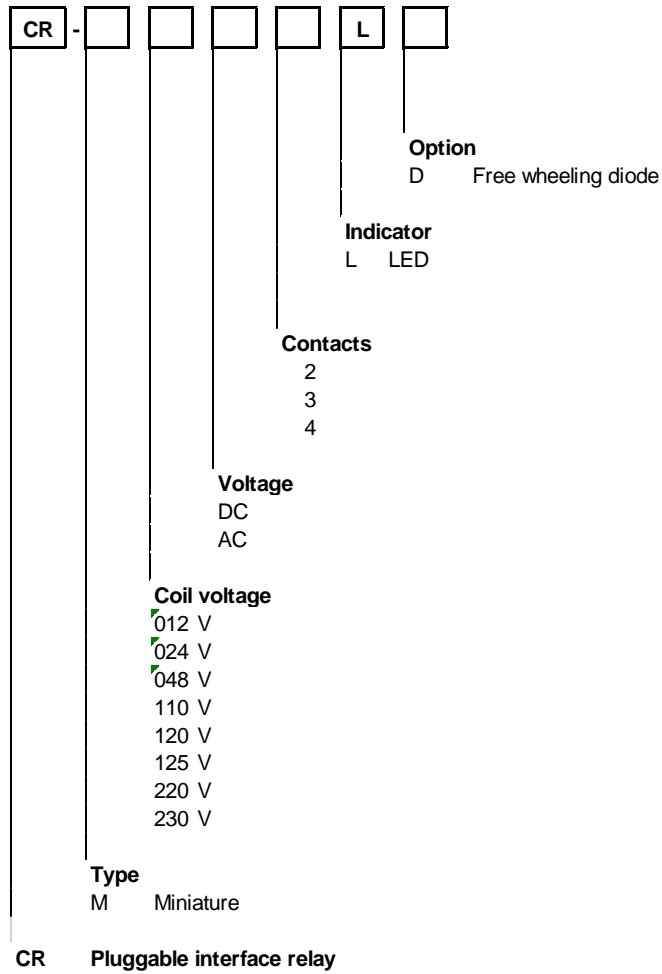 CR - L
Option
D Free wheeling diode
Indicator
L LED
Contacts
2
3
4
Voltage
DC
AC
Coil voltage
012 V
024 V
048 V
110 V
120 V
125 V
220 V
230 V
Type
M Miniature
CR Pluggable interface relay